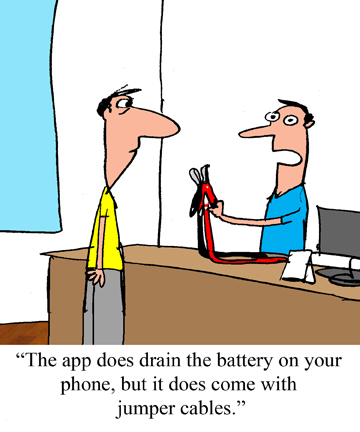 “The app does drain the battery on your
phone, but it does come with
jumper cables.”